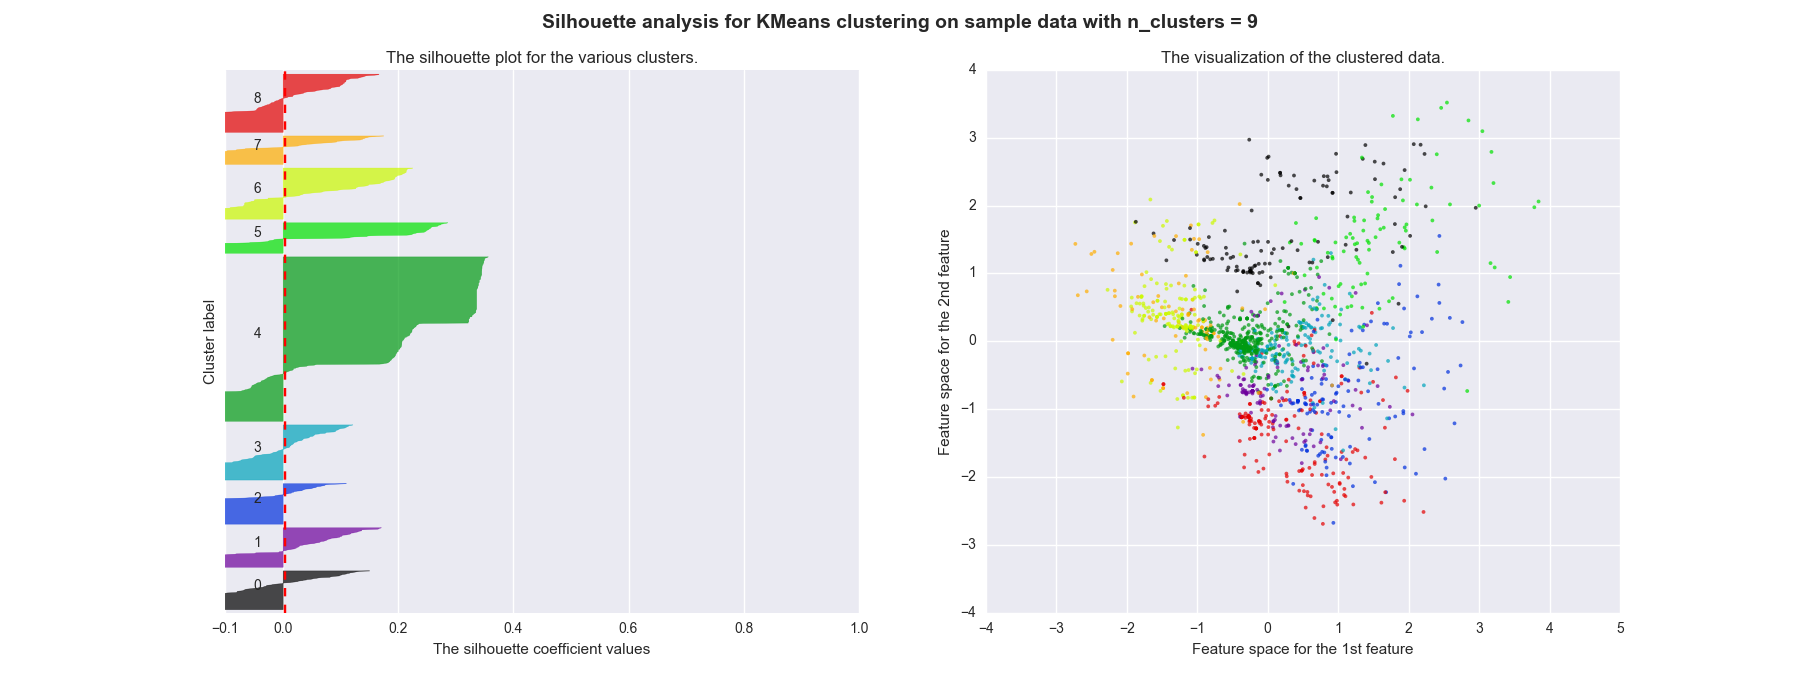 Silhouette analysis for KMeans clustering on sample data with n_clusters = 9
The silhouette plot for the various clusters.
8
7
6
5
4
3
2
1
0
Cluster label
−0.1 0.0 0.2 0.4 0.6 0.8 1.0
The silhouette coefficient values
The visualization of the clustered data.
4
3
2
1
0
−1
−2
−3
−4
Feature space for the 2nd feature
−4 −3 −2 −1 0 1 2 3 4 5
Feature space for the 1st feature